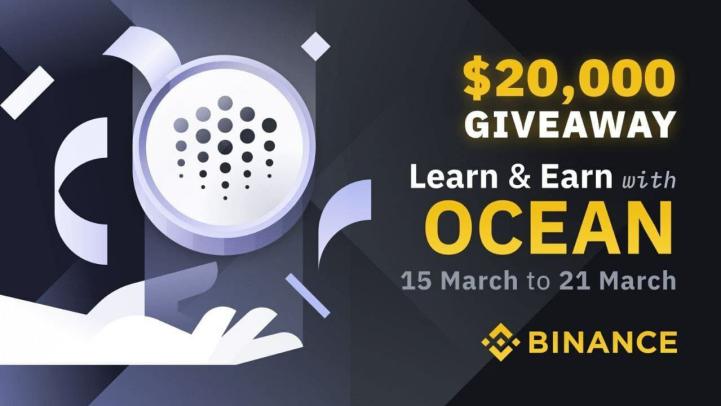 $20,000
GIVEAWAY
Learn & Earn with
OCEAN
15 March to 21 March
BINANCE